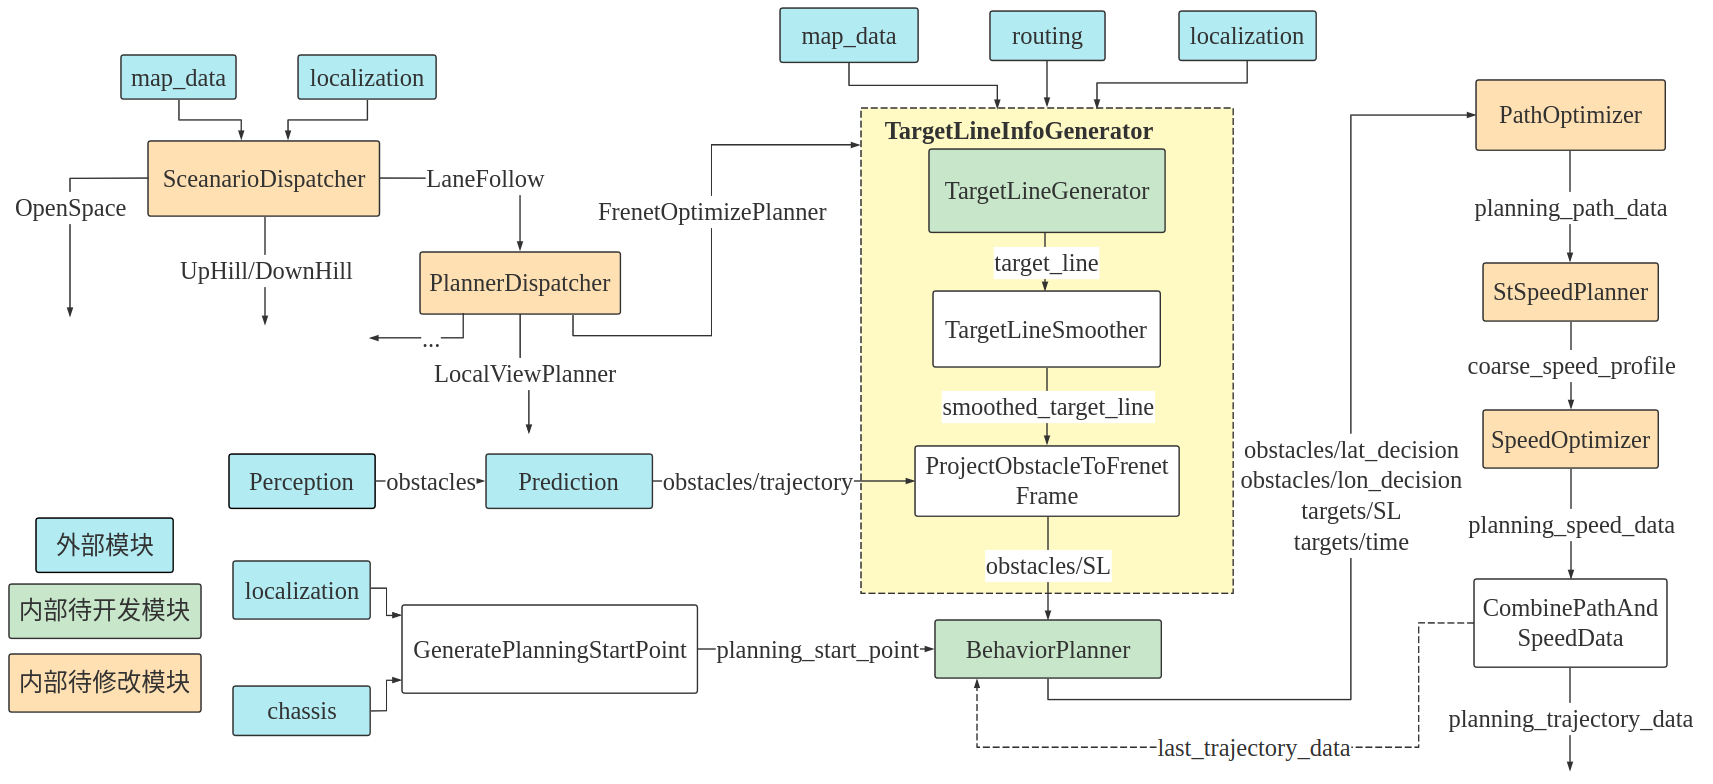 map_data
routing
localization
map_data
localization
SceanarioDispatcher
LaneFollow
OpenSpace
UpHill/DownHill
PlannerDispatcher
...
LocalViewPlanner
FrenetOptimizePlanner
TargetLineInfoGenerator
TargetLineGenerator
target_line
TargetLineSmoother
smoothed_target_line
Perception
obstacles
Prediction
obstacles/trajectory
ProjectObstacleToFrenet
Frame
obstacles/SL
外部模块
内部待开发模块
内部待修改模块
localization
chassis
GeneratePlanningStartPoint
planning_start_point
BehaviorPlanner
obstacles/lat_decision
obstacles/lon_decision
targets/SL
targets/time
PathOptimizer
planning_path_data
StSpeedPlanner
coarse_speed_profile
SpeedOptimizer
planning_speed_data
CombinePathAnd
SpeedData
planning_trajectory_data
last_trajectory_data